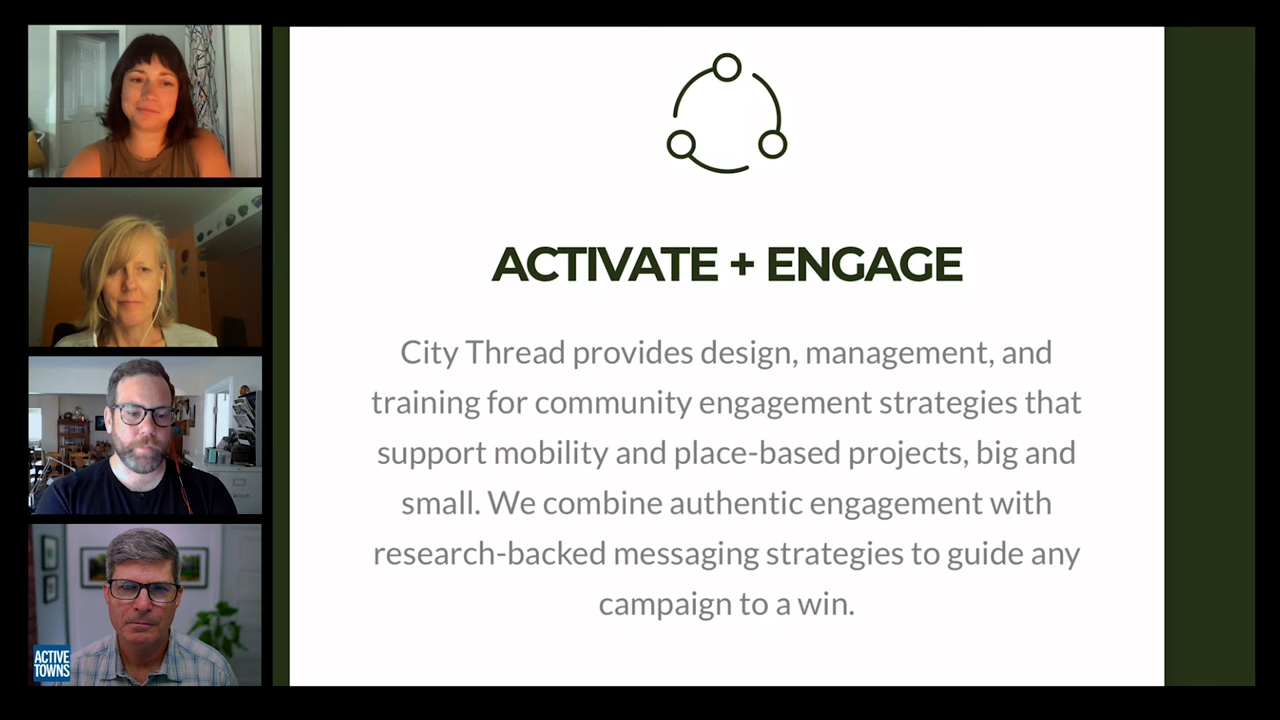 ACTIVATE + ENGAGE
City Thread provides design, management, and
training for community engagement strategies that
support mobility and place-based projects, big and
small. We combine authentic engagement with
research-backed messaging strategies to guide any
campaign to a win.
ACTIVE
TOWNS